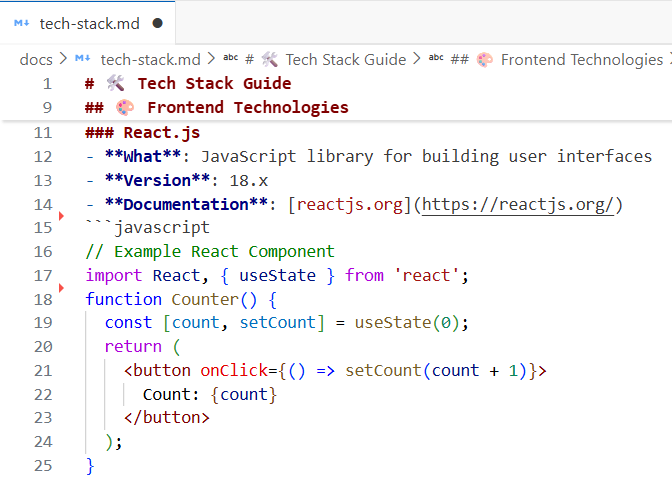 tech-stack.md
docs > tech-stack.md > abc # 🛠️ Tech Stack Guide > abc ## 🎨 Frontend Technologies >
1 # 🛠️ Tech Stack Guide
9 ## 🎨 Frontend Technologies
11 ### React.js
12 - **What**: JavaScript library for building user interfaces
13 - **Version**: 18.x
14 - **Documentation**: [reactjs.org](https://reactjs.org/)
15 ```javascript
16 // Example React Component
17 import React, { useState } from 'react';
18 function Counter() {
19   const [count, setCount] = useState(0);
20   return (
21     <button onClick={() => setCount(count + 1)}>
22       Count: {count}
23     </button>
24   );
25 }